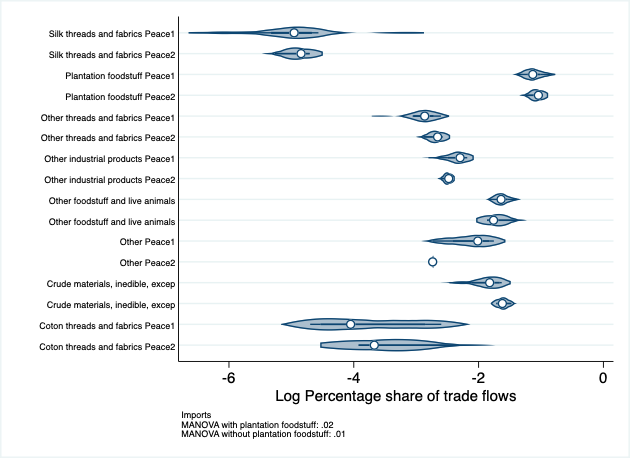 Silk threads and fabrics Peace1
Silk threads and fabrics Peace2
Plantation foodstuff Peace1
Plantation foodstuff Peace2
Other threads and fabrics Peace1
Other threads and fabrics Peace2
Other industrial products Peace1
Other industrial products Peace2
Other foodstuff and live animals
Other foodstuff and live animals
Other Peace1
Other Peace2
Crude materials, inedible, excep
Crude materials, inedible, excep
Coton threads and fabrics Peace1
Coton threads and fabrics Peace2
-6 -4 -2 0
Log Percentage share of trade flows
Imports
MANOVA with plantation foodstuff: .02
MANOVA without plantation foodstuff: .01